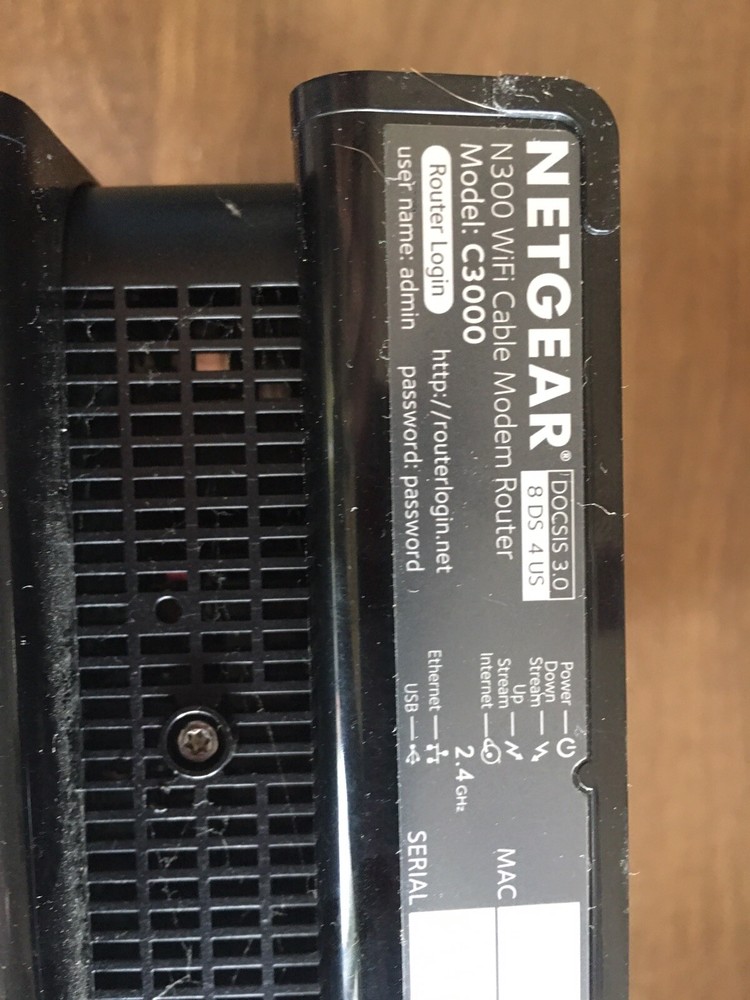 NETGEAR®
DOCSIS 3.0
8 DS 4 US
N300 WiFi Cable Modem Router
Model: C3000
Router Login
http://routerlogin.net
user name: admin
password: password
Power
Down
Stream
Up
Stream
Internet
2.4 GHz
Ethernet
USB
MAC
SERIAL